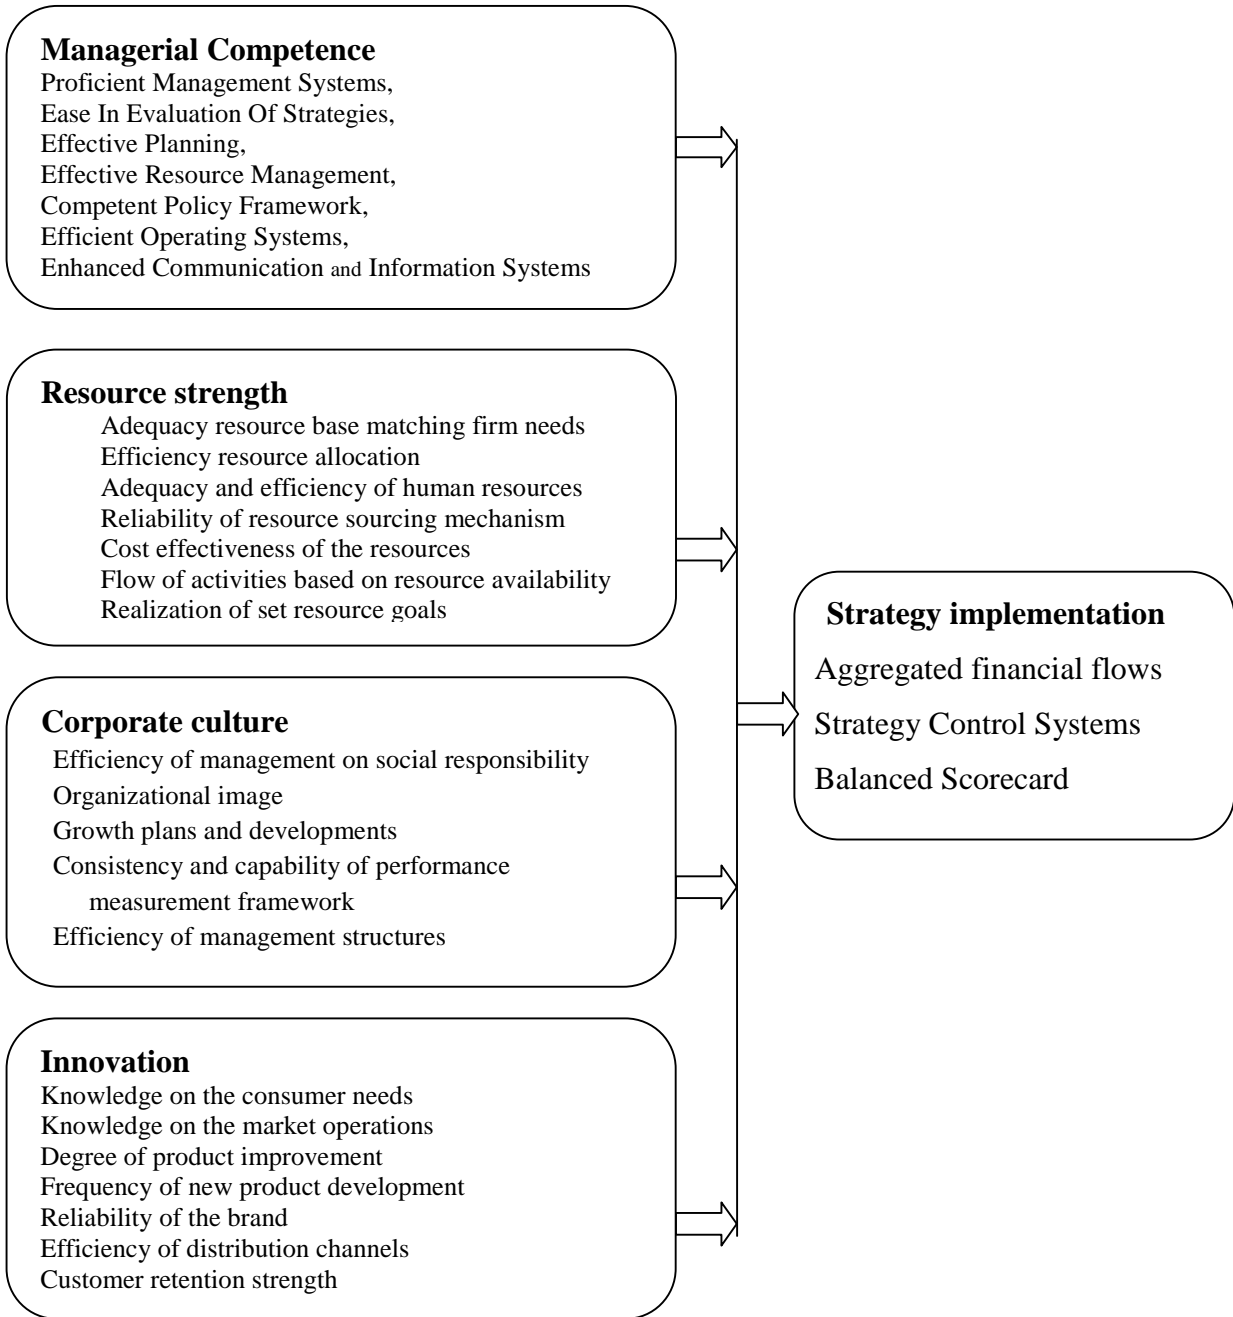 Managerial Competence
Proficient Management Systems,
Ease In Evaluation Of Strategies,
Effective Planning,
Effective Resource Management,
Competent Policy Framework,
Efficient Operating Systems,
Enhanced Communication and Information Systems
Resource strength
Adequacy resource base matching firm needs
Efficiency resource allocation
Adequacy and efficiency of human resources
Reliability of resource sourcing mechanism
Cost effectiveness of the resources
Flow of activities based on resource availability
Realization of set resource goals
Corporate culture
Efficiency of management on social responsibility
Organizational image
Growth plans and developments
Consistency and capability of performance
measurement framework
Efficiency of management structures
Innovation
Knowledge on the consumer needs
Knowledge on the market operations
Degree of product improvement
Frequency of new product development
Reliability of the brand
Efficiency of distribution channels
Customer retention strength
Strategy implementation
Aggregated financial flows
Strategy Control Systems
Balanced Scorecard